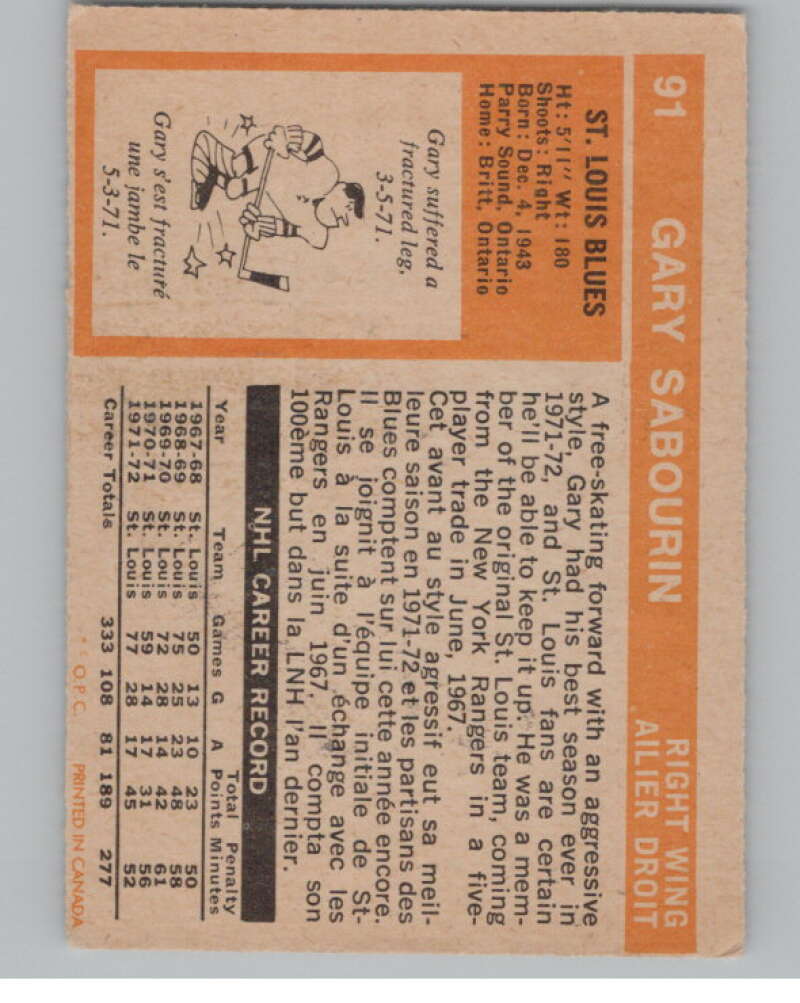 91 GARY SABOURIN
RIGHT WING
AILIER DROIT
ST. LOUIS BLUES
Ht: 5'11" Wt: 180
Shoots: Right
Born: Dec. 4, 1943
Parry Sound, Ontario
Home: Britt, Ontario
Gary suffered a
fractured leg,
3-5-71.
Gary s'est fracturé
une jambe le
5-3-71.
A free-skating forward with an aggressive
style, Gary had his best season ever in
1971-72, and St. Louis fans are certain
he'll be able to keep it up. He was a mem-
ber of the original St. Louis team, coming
from the New York Rangers in a five-
player trade in June, 1967.
Cet avant au style agressif eut sa meil-
leure saison en 1971-72 et les partisans des
Blues comptent sur lui cette année encore.
Il se joignit à l'équipe initiale de St-
Louis à la suite d'un échange avec les
Rangers en juin 1967. Il compta son
100ème but dans la LNH l'an dernier.
NHL CAREER RECORD
Total Penalty
Year Team Games G A Points Minutes
1967-68 St. Louis 50 13 10 23 50
1968-69 St. Louis 75 25 23 48 58
1969-70 St. Louis 72 28 14 42 61
1970-71 St. Louis 59 14 17 31 56
1971-72 St. Louis 77 28 17 45 52
Career Totals 333 108 81 189 277
* © O.P.C. PRINTED IN CANADA